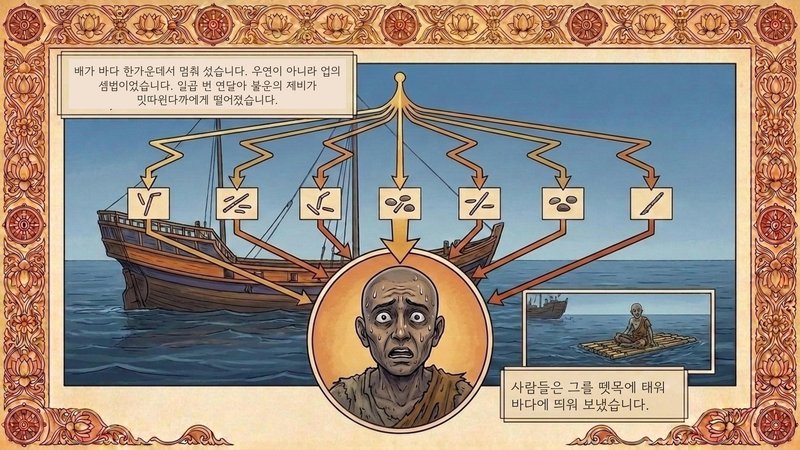 배가 바다 한가운데서 멈춰 섰습니다. 우연이 아니라 업의
셈법이었습니다. 일곱 번 연달아 불운의 제비가
밋따윈다까에게 떨어졌습니다.
사람들은 그를 뗏목에 태워
바다에 띄워 보냈습니다.